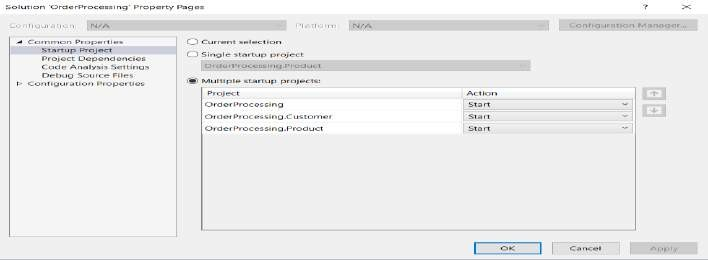 Solution 'OrderProcessing' Property Pages
? ×
Configuration: N/A Platform: N/A Configuration Manager...
Common Properties
Startup Project
Project Dependencies
Code Analysis Settings
Debug Source Files
Configuration Properties
Current selection
Single startup project
OrderProcessing.Product
Multiple startup projects:
Project Action
OrderProcessing Start
OrderProcessing.Customer Start
OrderProcessing.Product Start
OK Cancel Apply